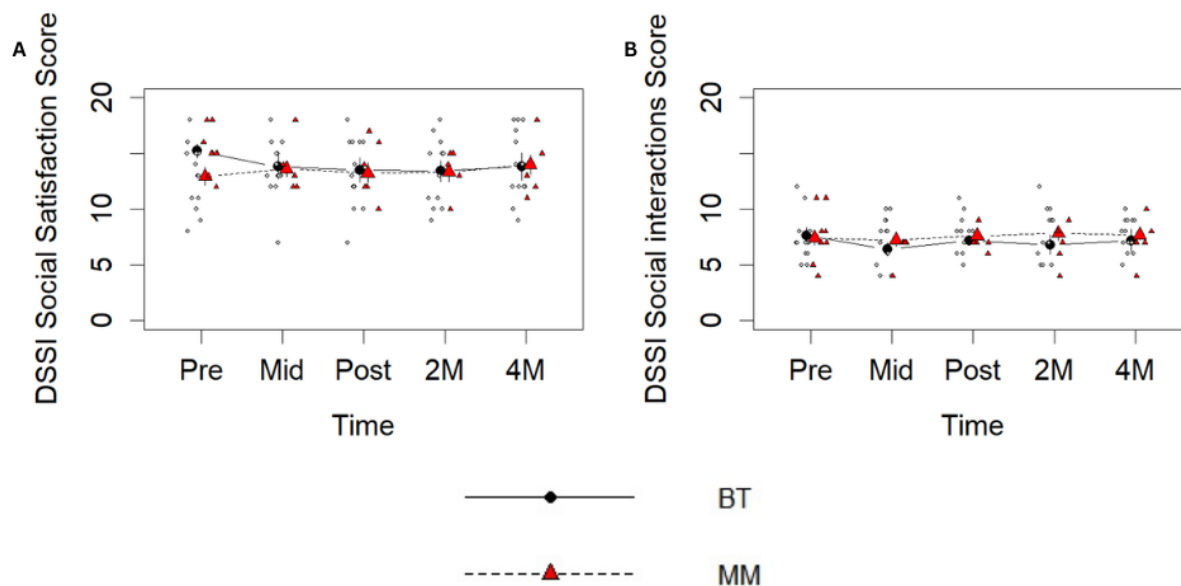 A
DSSI Social Satisfaction Score
20
10
5
0
Pre Mid Post 2M 4M
Time
B
DSSI Social interactions Score
20
10
5
0
Pre Mid Post 2M 4M
Time
BT
MM